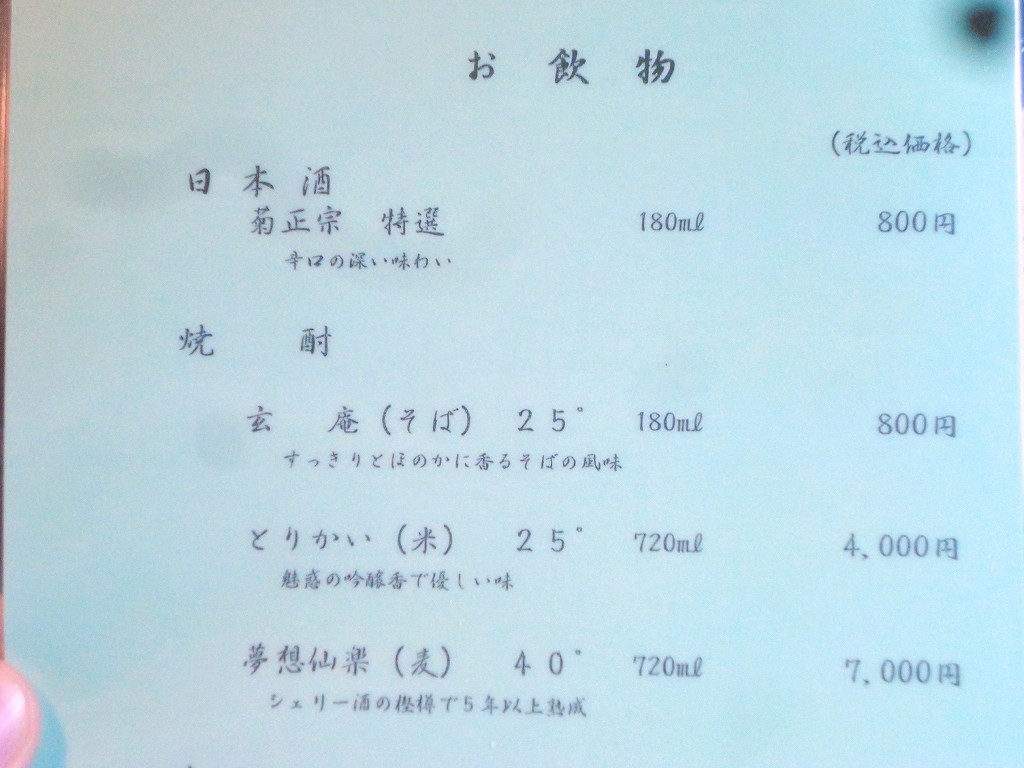 お飲物
(税込価格)
日本酒
菊正宗 特選 180㎖ 800円
辛口の深い味わい
焼酎
玄庵(そば) 25° 180㎖ 800円
すっきりとほのかに香るそばの風味
とりかい(米) 25° 720㎖ 4,000円
魅惑の吟醸香で優しい味
夢想仙楽(麦) 40° 720㎖ 7,000円
シェリー酒の樫樽で5年以上熟成